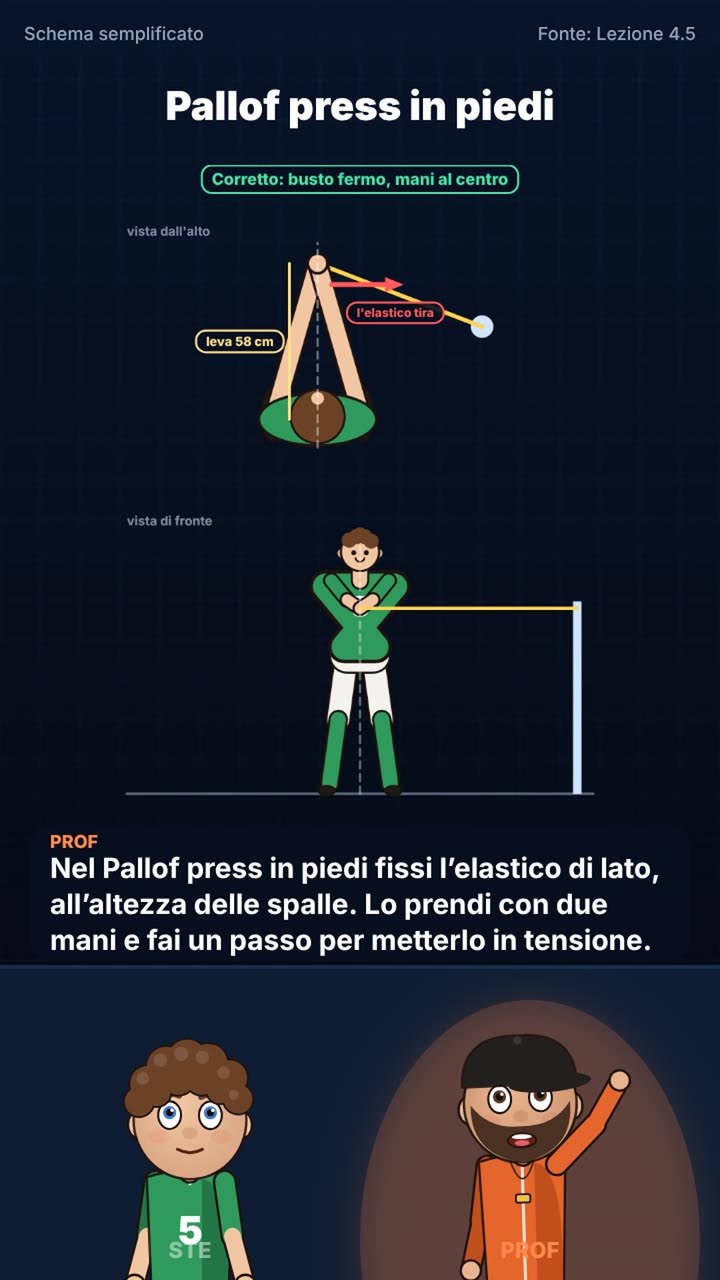 Schema semplificato
Fonte: Lezione 4.5
Pallof press in piedi
Corretto: busto fermo, mani al centro
vista dall'alto
l'elastico tira
leva 58 cm
vista di fronte
PROF
Nel Pallof press in piedi fissi l’elastico di lato,
all’altezza delle spalle. Lo prendi con due
mani e fai un passo per metterlo in tensione.
5
STE
PROF